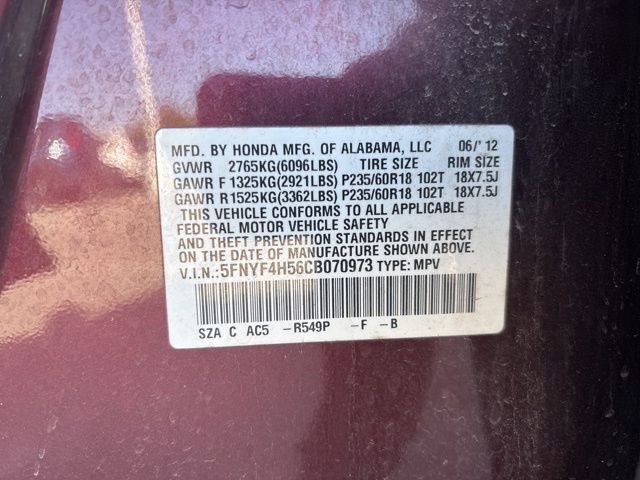 MFD. BY HONDA MFG. OF ALABAMA, LLC 06/'12
GVWR 2765KG(6096LBS) TIRE SIZE RIM SIZE
GAWR F 1325KG(2921LBS) P235/60R18 102T 18X7.5J
GAWR R 1525KG(3362LBS) P235/60R18 102T 18X7.5J
THIS VEHICLE CONFORMS TO ALL APPLICABLE
FEDERAL MOTOR VEHICLE SAFETY
AND THEFT PREVENTION STANDARDS IN EFFECT
ON THE DATE OF MANUFACTURE SHOWN ABOVE.
V.I.N.:5FNYF4H56CB070973 TYPE: MPV
SZA C AC5 -R549P -F -B